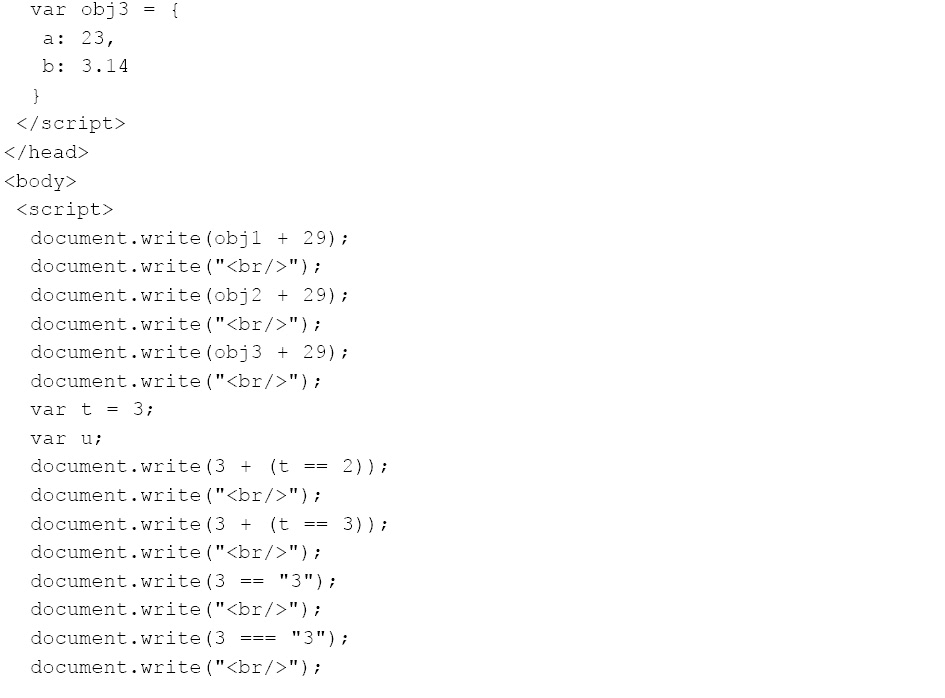 var obj3 = {
a: 23,
b: 3.14
}
</script>
</head>
<body>
<script>
document.write(obj1 + 29);
document.write("<br/>");
document.write(obj2 + 29);
document.write("<br/>");
document.write(obj3 + 29);
document.write("<br/>");
var t = 3;
var u;
document.write(3 + (t == 2));
document.write("<br/>");
document.write(3 + (t == 3));
document.write("<br/>");
document.write(3 == "3");
document.write("<br/>");
document.write(3 === "3");
document.write("<br/>");